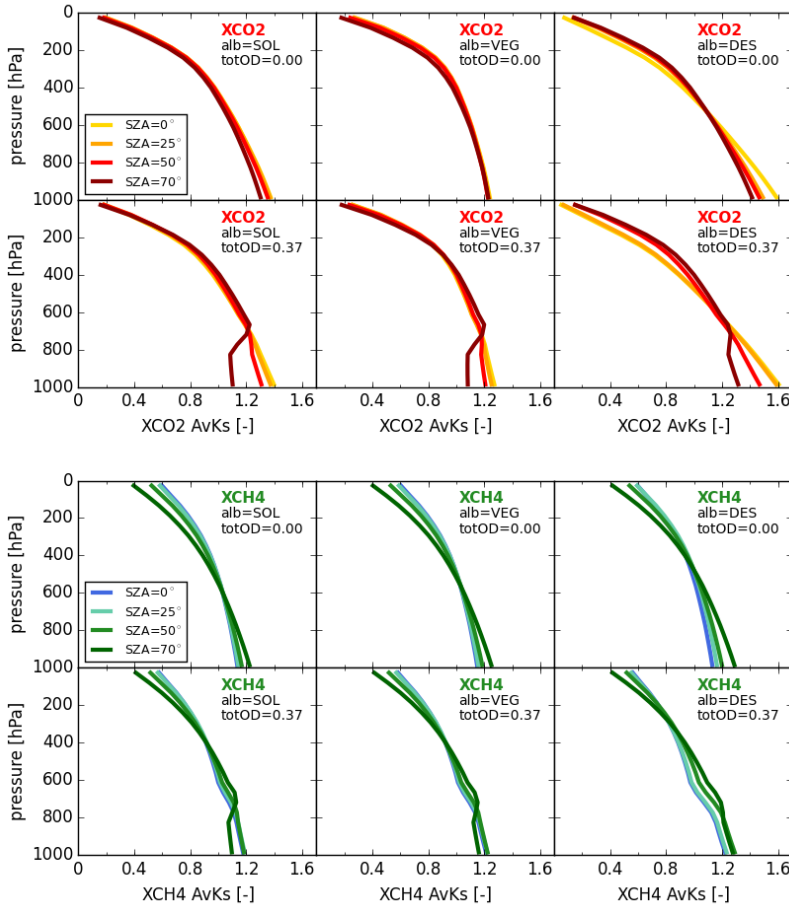 XCO2
alb=SOL
totOD=0.00
XCO2
alb=VEG
totOD=0.00
XCO2
alb=DES
totOD=0.00
pressure [hPa]
0
200
400
600
800
1000
SZA=0°
SZA=25°
SZA=50°
SZA=70°
XCO2
alb=SOL
totOD=0.37
XCO2
alb=VEG
totOD=0.37
XCO2
alb=DES
totOD=0.37
pressure [hPa]
200
400
600
800
1000
0 0.4 0.8 1.2 1.6
0.4 0.8 1.2 1.6
0.4 0.8 1.2 1.6
XCO2 AvKs [-]
XCO2 AvKs [-]
XCO2 AvKs [-]
XCH4
alb=SOL
totOD=0.00
XCH4
alb=VEG
totOD=0.00
XCH4
alb=DES
totOD=0.00
pressure [hPa]
0
200
400
600
800
1000
SZA=0°
SZA=25°
SZA=50°
SZA=70°
XCH4
alb=SOL
totOD=0.37
XCH4
alb=VEG
totOD=0.37
XCH4
alb=DES
totOD=0.37
pressure [hPa]
200
400
600
800
1000
0 0.4 0.8 1.2 1.6
0.4 0.8 1.2 1.6
0.4 0.8 1.2 1.6
XCH4 AvKs [-]
XCH4 AvKs [-]
XCH4 AvKs [-]